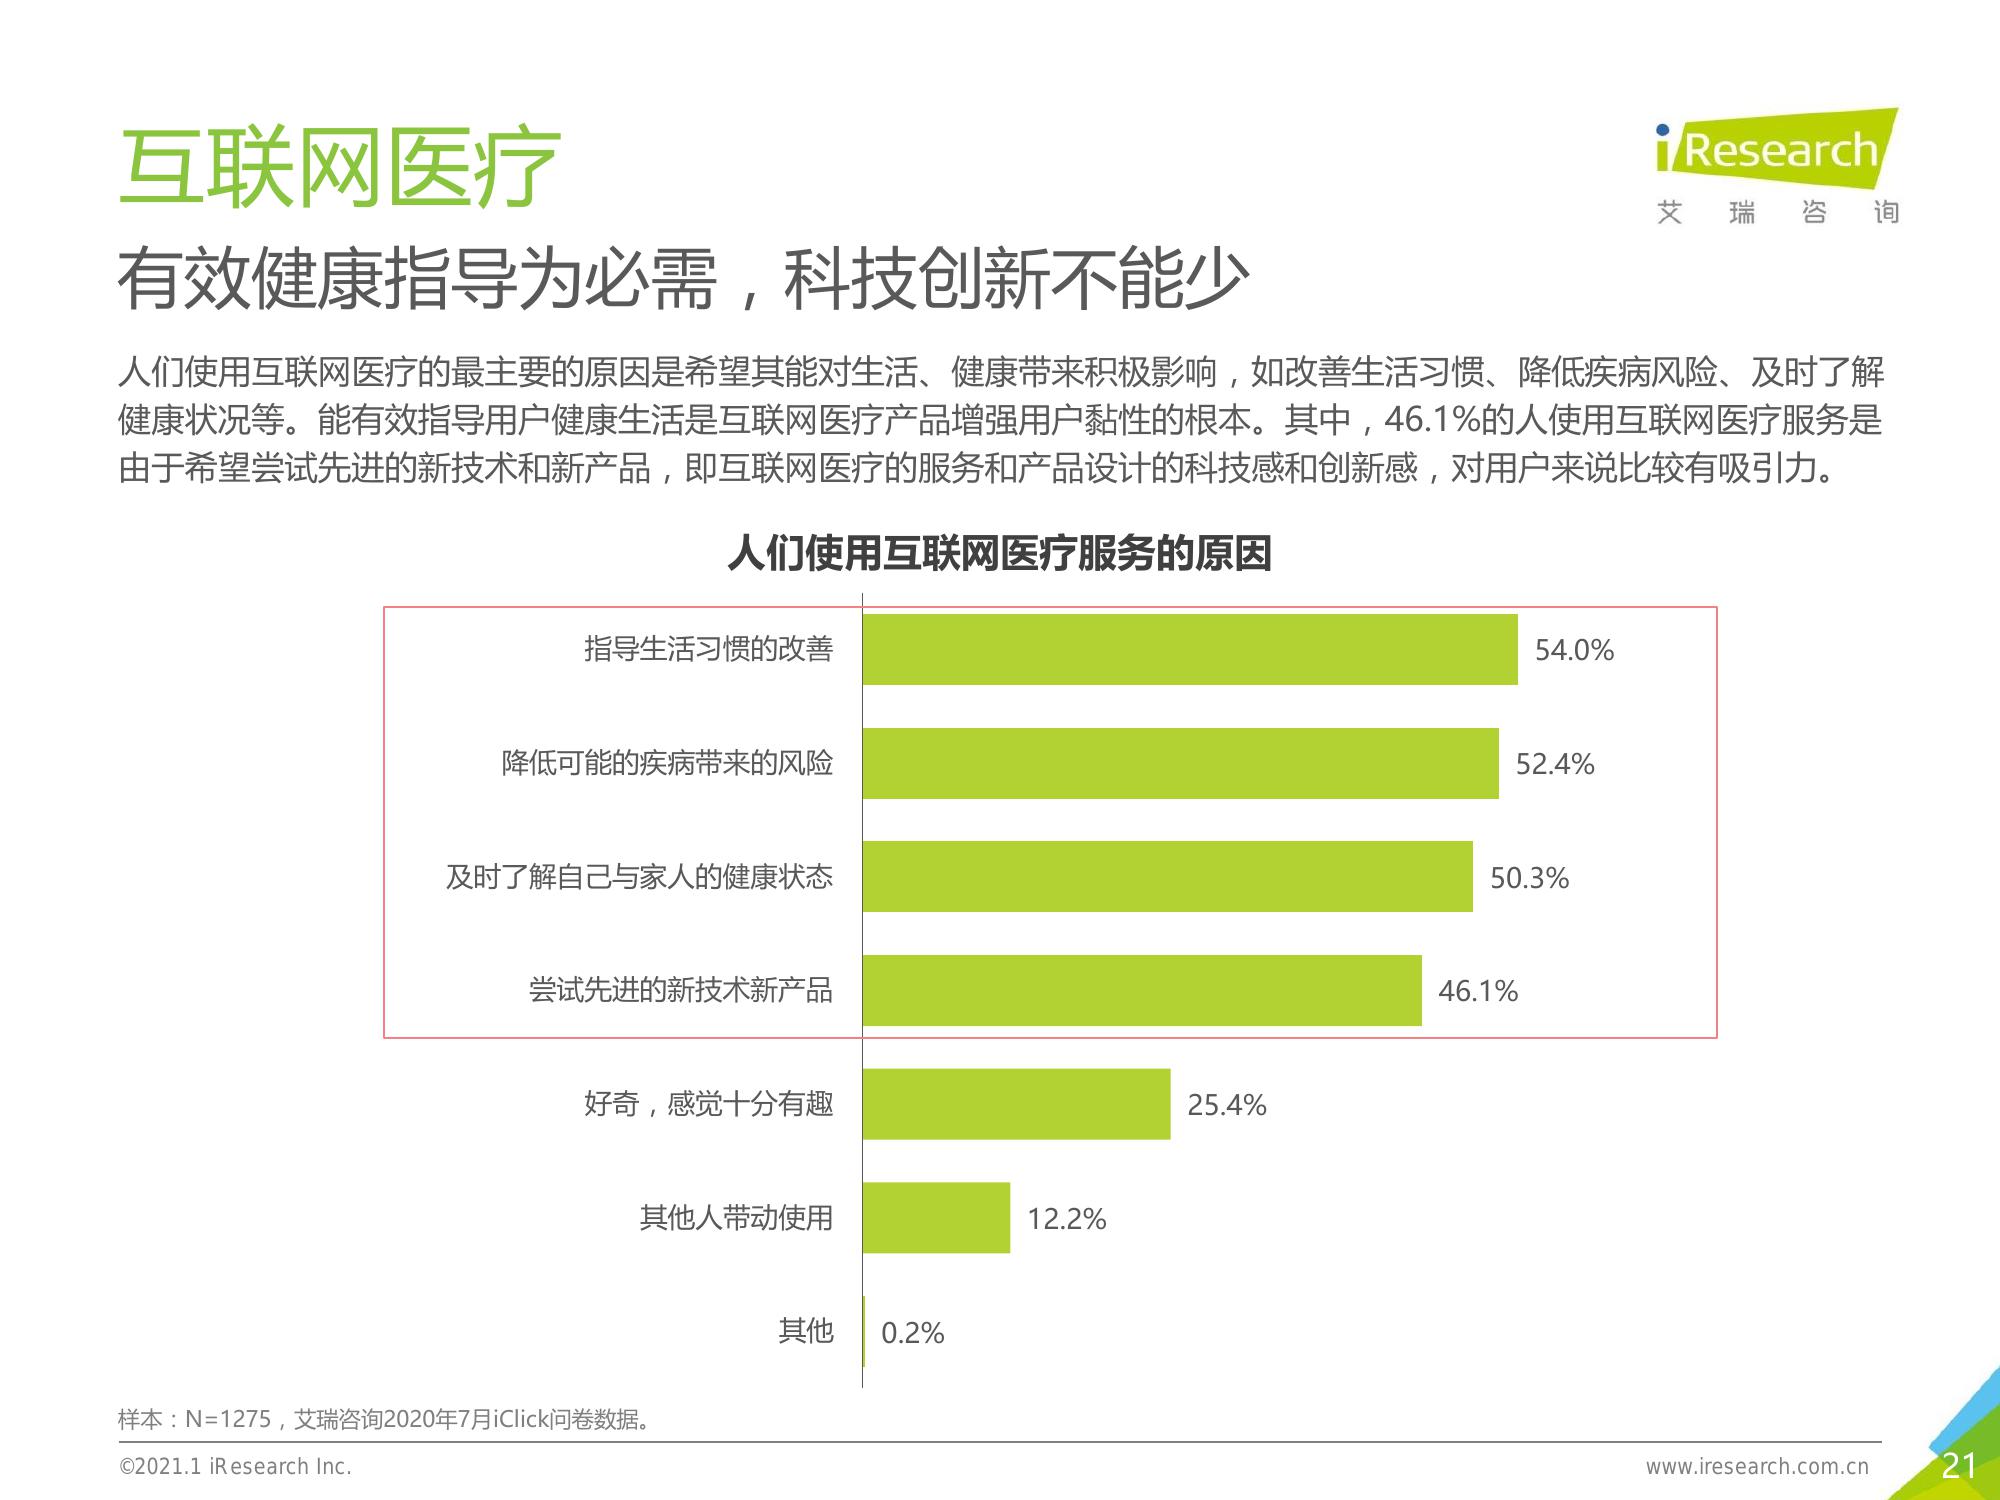 互联网医疗
iResearch
艾瑞咨询
有效健康指导为必需，科技创新不能少
人们使用互联网医疗的最主要的原因是希望其能对生活、健康带来积极影响，如改善生活习惯、降低疾病风险、及时了解
健康状况等。能有效指导用户健康生活是互联网医疗产品增强用户黏性的根本。其中，46.1%的人使用互联网医疗服务是
由于希望尝试先进的新技术和新产品，即互联网医疗的服务和产品设计的科技感和创新感，对用户来说比较有吸引力。
人们使用互联网医疗服务的原因
指导生活习惯的改善 54.0%
降低可能的疾病带来的风险 52.4%
及时了解自己与家人的健康状态 50.3%
尝试先进的新技术新产品 46.1%
好奇，感觉十分有趣 25.4%
其他人带动使用 12.2%
其他 0.2%
样本：N=1275，艾瑞咨询2020年7月iClick问卷数据。
©2021.1 iResearch Inc.
www.iresearch.com.cn
21